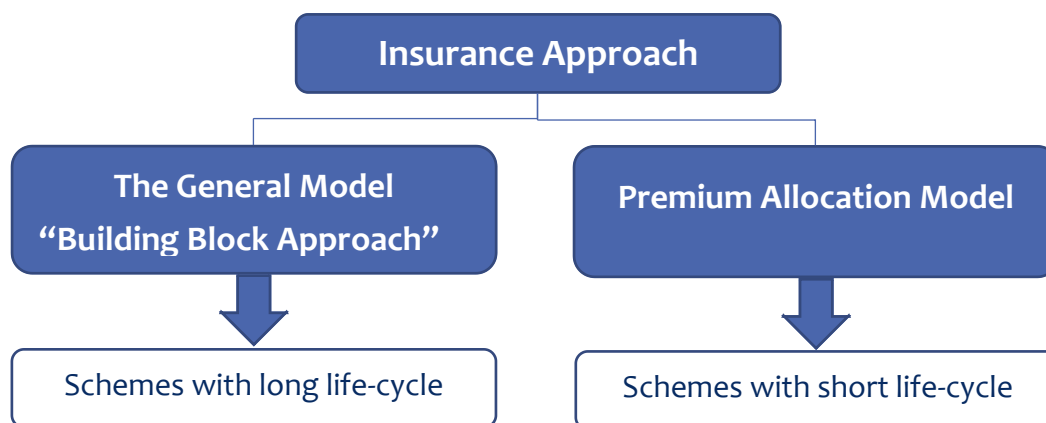 Insurance Approach
The General Model
“Building Block Approach”
Premium Allocation Model
Schemes with long life-cycle
Schemes with short life-cycle